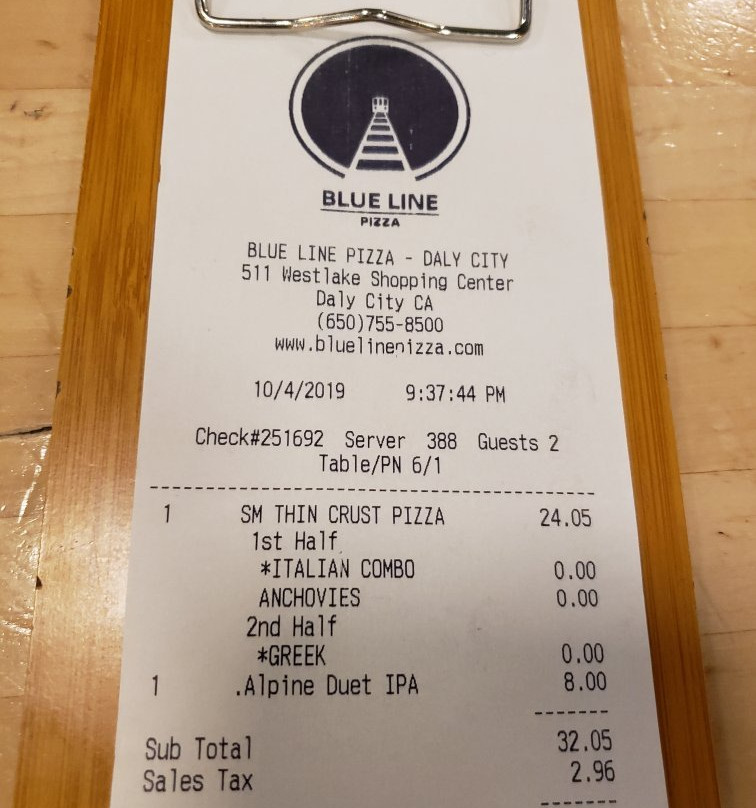 BLUE LINE
PIZZA
BLUE LINE PIZZA - DALY CITY
511 Westlake Shopping Center
Daly City CA
(650)755-8500
www.bluelinepizza.com
10/4/2019 9:37:44 PM
Check#251692 Server 388 Guests 2
Table/PN 6/1
1 SM THIN CRUST PIZZA 24.05
1st Half
*ITALIAN COMBO 0.00
ANCHOVIES 0.00
2nd Half
*GREEK 0.00
1 .Alpine Duet IPA 8.00
Sub Total 32.05
Sales Tax 2.96